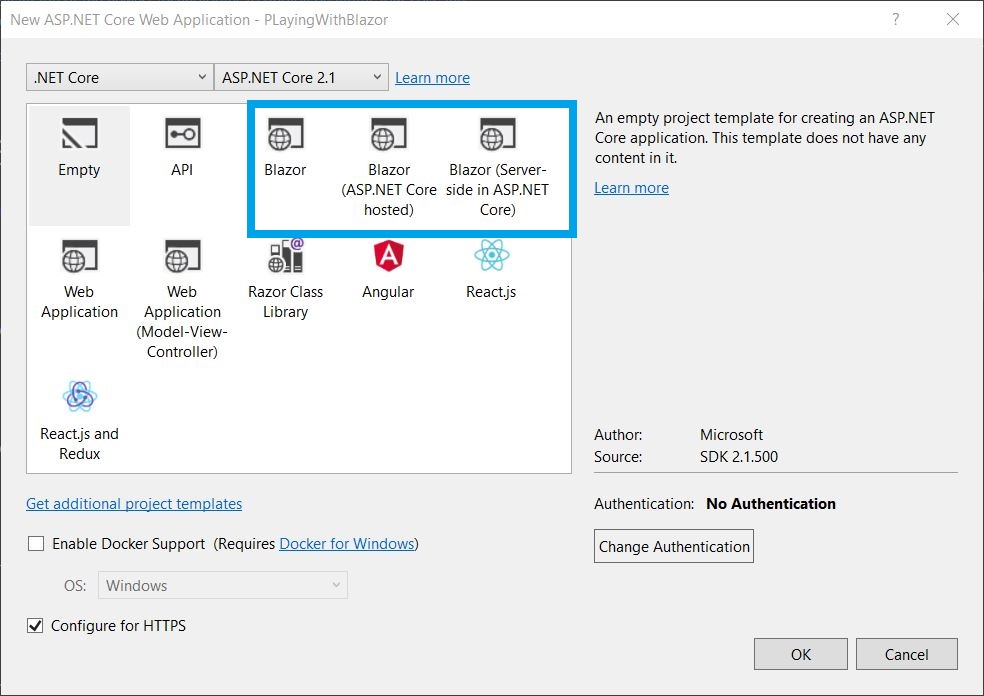 New ASP.NET Core Web Application - PLayingWithBlazor
?
.NET Core
ASP.NET Core 2.1
Learn more
Empty
API
Blazor
Blazor
(ASP.NET Core
hosted)
Blazor (Server-
side in ASP.NET
Core)
Web
Application
Web
Application
(Model-View-
Controller)
Razor Class
Library
Angular
React.js
React.js and
Redux
An empty project template for creating an ASP.NET
Core application. This template does not have any
content in it.
Learn more
Author: Microsoft
Source: SDK 2.1.500
Get additional project templates
Enable Docker Support (Requires Docker for Windows)
OS: Windows
Configure for HTTPS
Authentication: No Authentication
Change Authentication
OK
Cancel